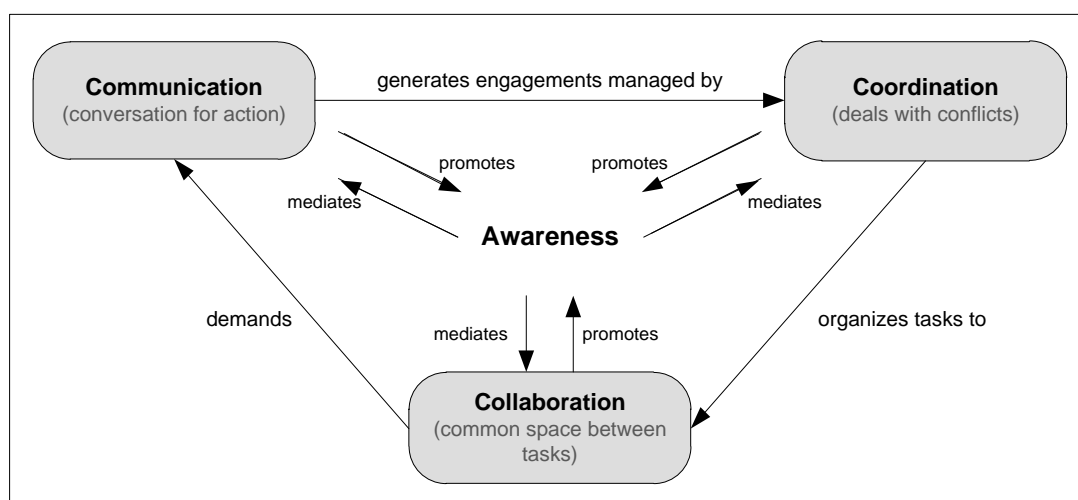 Communication
(conversation for action)
generates engagements managed by
Coordination
(deals with conflicts)
promotes
promotes
mediates
mediates
Awareness
demands
mediates
promotes
organizes tasks to
Collaboration
(common space between
tasks)